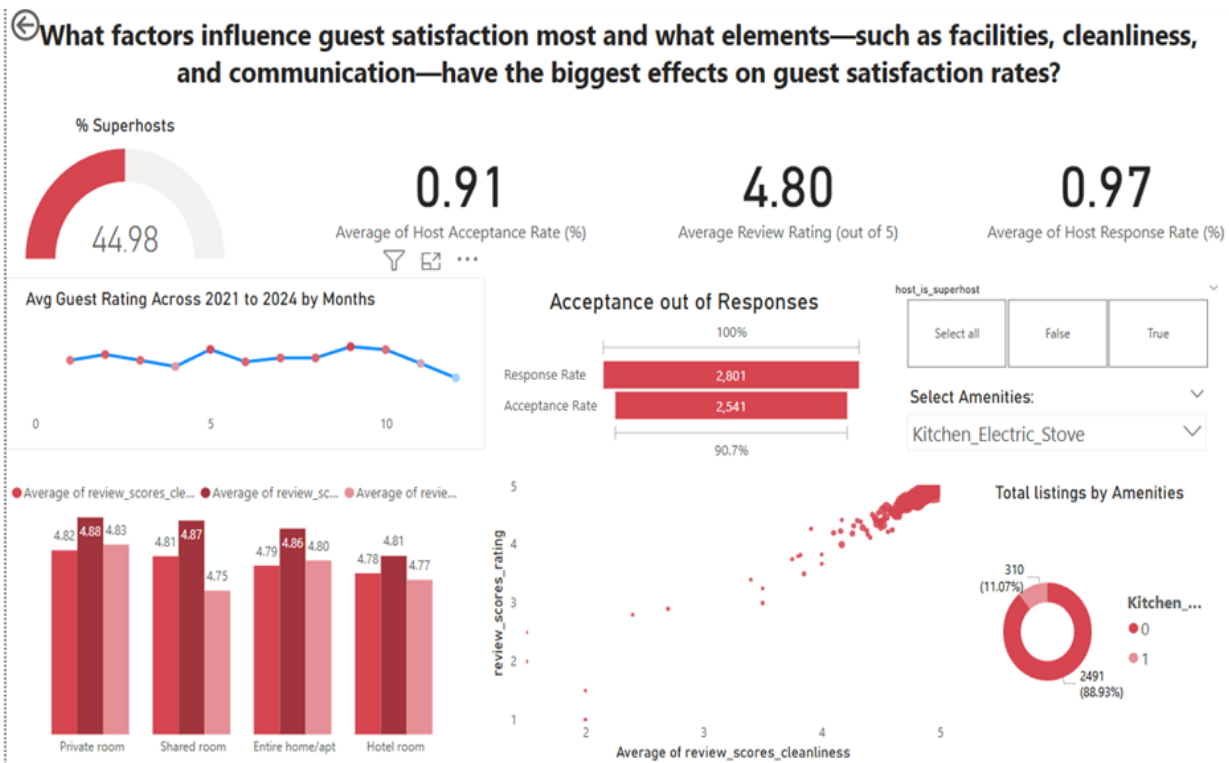 What factors influence guest satisfaction most and what elements—such as facilities, cleanliness,
and communication—have the biggest effects on guest satisfaction rates?
% Superhosts
44.98
0.91
Average of Host Acceptance Rate (%)
4.80
Average Review Rating (out of 5)
0.97
Average of Host Response Rate (%)
Avg Guest Rating Across 2021 to 2024 by Months
0
5
10
Acceptance out of Responses
100%
Response Rate
2,801
Acceptance Rate
2,541
90.7%
host_is_superhost
Select all
False
True
Select Amenities:
Kitchen_Electric_Stove
Average of review_scores_cle...
Average of review_sc...
Average of revie...
4.82
4.88
4.83
4.81
4.87
4.75
4.79
4.86
4.80
4.78
4.81
4.77
Private room
Shared room
Entire home/apt
Hotel room
review_scores_rating
5
4
3
2
1
2
3
4
5
Average of review_scores_cleanliness
Total listings by Amenities
310
(11.07%)
2491
(88.93%)
Kitchen_...
0
1